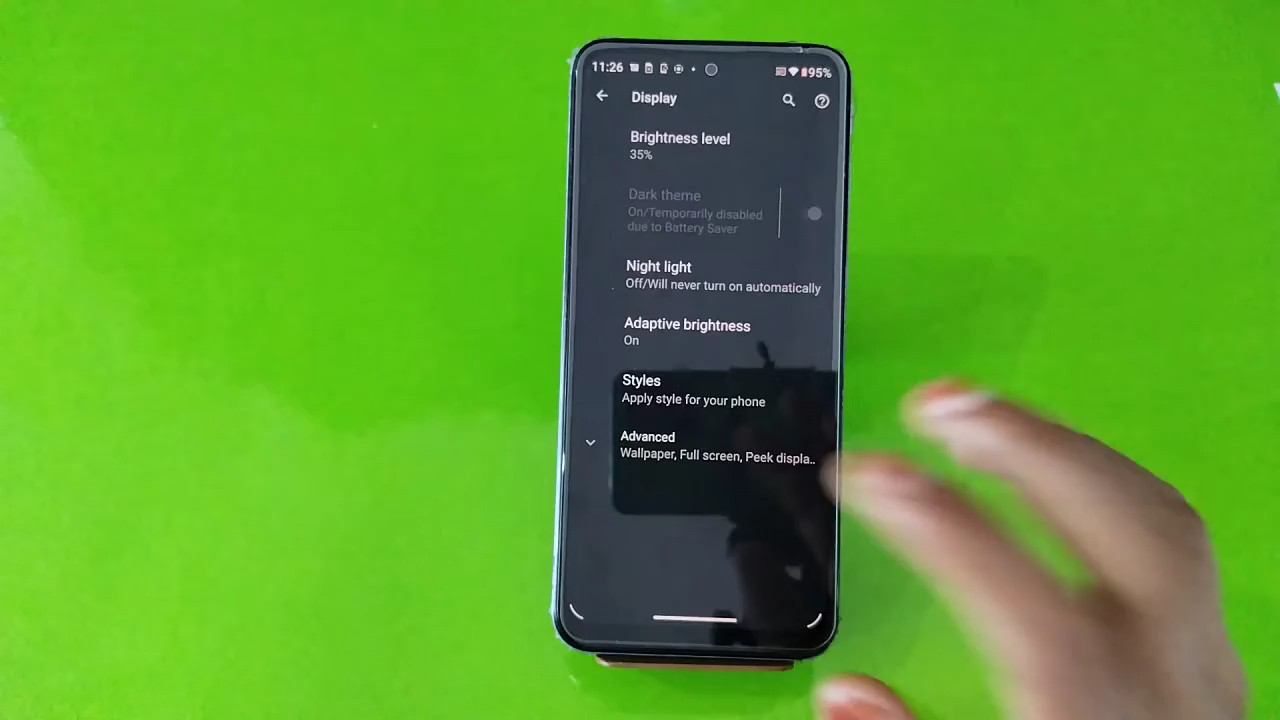 11:26
95%
Display
Brightness level
35%
Dark theme
On/Temporarily disabled
due to Battery Saver
Night light
Off/Will never turn on automatically
Adaptive brightness
On
Styles
Apply style for your phone
Advanced
Wallpaper, Full screen, Peek displa..